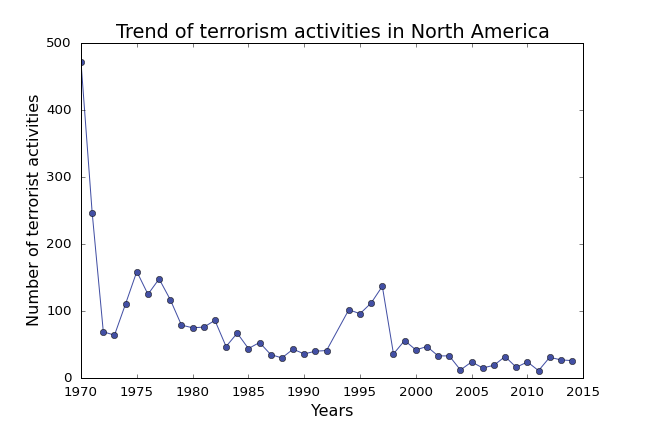 Trend of terrorism activities in North America
500
400
300
200
100
0
Number of terrorist activities
1970 1975 1980 1985 1990 1995 2000 2005 2010 2015
Years